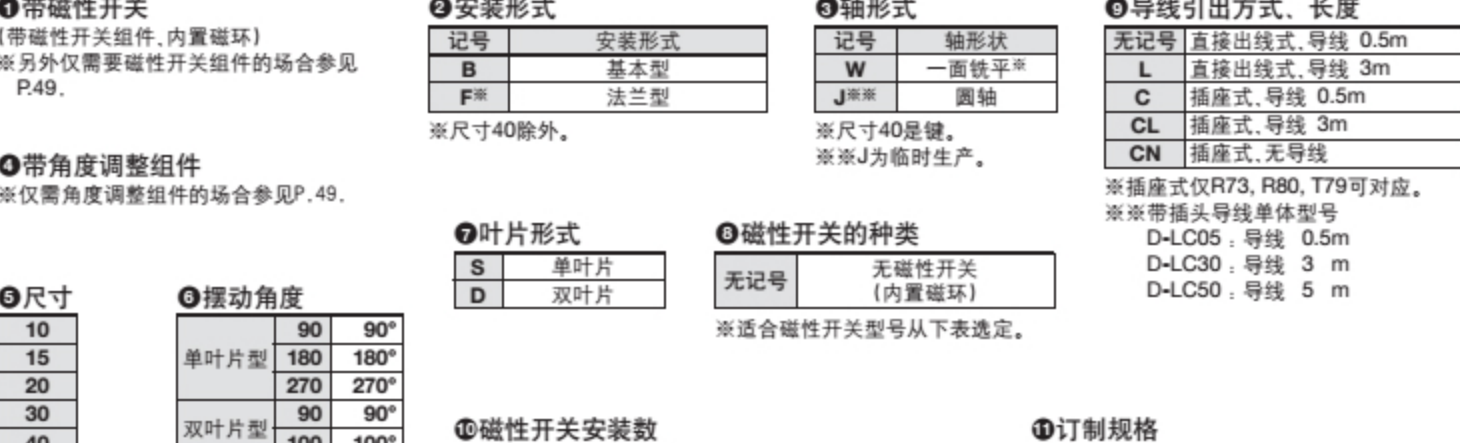 ❶带磁性开关
(带磁性开关组件、内置磁环)
※另外仅需要磁性开关组件的场合参见
P.49.
❹带角度调整组件
※仅需角度调整组件的场合参见P.49.
❺尺寸
10
15
20
30
40
❻摆动角度
单叶片型 90 90°
180 180°
270 270°
双叶片型 90 90°
100 100°
❷安装形式
记号 安装形式
B 基本型
F※ 法兰型
※尺寸40除外。
❸轴形式
记号 轴形状
W 一面铣平※
J※※ 圆轴
※尺寸40是键。
※※J为临时生产。
❼叶片形式
S 单叶片
D 双叶片
❽磁性开关的种类
无记号 无磁性开关
(内置磁环)
※适合磁性开关型号从下表选定。
❾导线引出方式、长度
无记号 直接出线式、导线 0.5m
L 直接出线式、导线 3m
C 插座式、导线 0.5m
CL 插座式、导线 3m
CN 插座式、无导线
※插座式仅R73, R80, T79可对应。
※※带插头导线单体型号
D-LC05 : 导线 0.5m
D-LC30 : 导线 3 m
D-LC50 : 导线 5 m
❿磁性开关安装数
⓫订制规格